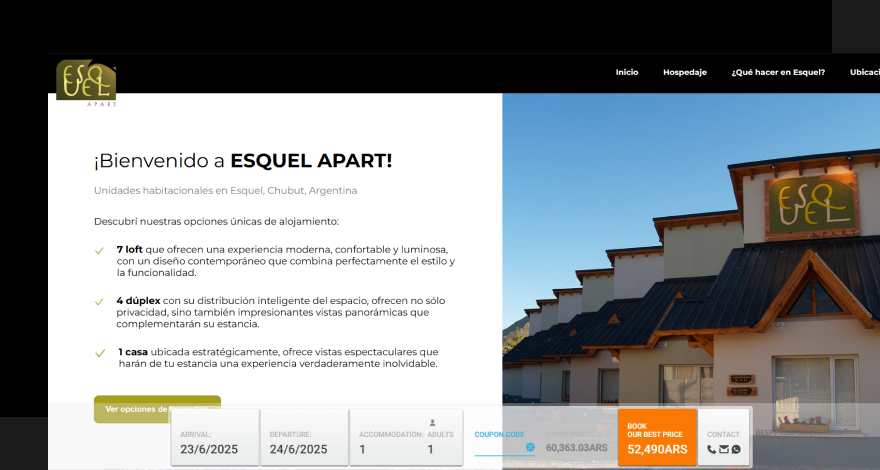 ESQUEL
APART
Inicio Hospedaje ¿Qué hacer en Esquel?
¡Bienvenido a ESQUEL APART!
Unidades habitacionales en Esquel, Chubut, Argentina
Descubrí nuestras opciones únicas de alojamiento:
7 loft que ofrecen una experiencia moderna, confortable y luminosa,
con un diseño contemporáneo que combina perfectamente el estilo y
la funcionalidad.
4 dúplex con su distribución inteligente del espacio, ofrecen no sólo
privacidad, sino también impresionantes vistas panorámicas que
complementarán su estancia.
1 casa ubicada estratégicamente, ofrece vistas espectaculares que
harán de tu estancia una experiencia verdaderamente inolvidable.
ESQUEL
Ver opciones de
ARRIVAL:
23/6/2025
DEPARTURE:
24/6/2025
ACCOMMODATION:
1
ADULTS
1
COUPON CODE
60,363.03ARS
BOOK
OUR BEST PRICE
52,490ARS
CONTACT